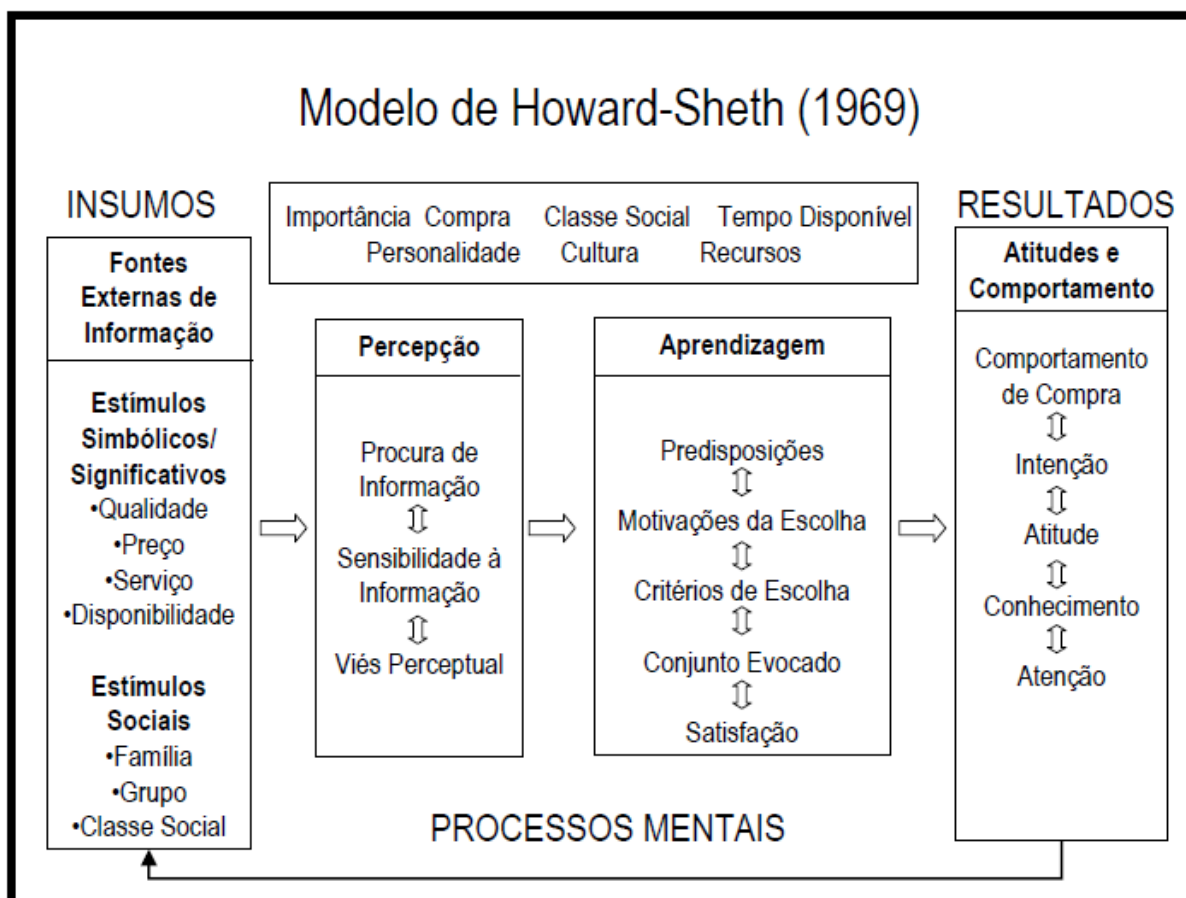 Modelo de Howard-Sheth (1969)
INSUMOS
Fontes
Externas de
Informação
Estímulos
Simbólicos/
Significativos
•Qualidade
•Preço
•Serviço
•Disponibilidade
Estímulos
Sociais
•Família
•Grupo
•Classe Social
Importância Compra Classe Social Tempo Disponível
Personalidade Cultura Recursos
Percepção
Procura de
Informação
Sensibilidade à
Informação
Viés Perceptual
Aprendizagem
Predisposições
Motivações da Escolha
Critérios de Escolha
Conjunto Evocado
Satisfação
PROCESSOS MENTAIS
RESULTADOS
Atitudes e
Comportamento
Comportamento
de Compra
Intenção
Atitude
Conhecimento
Atenção